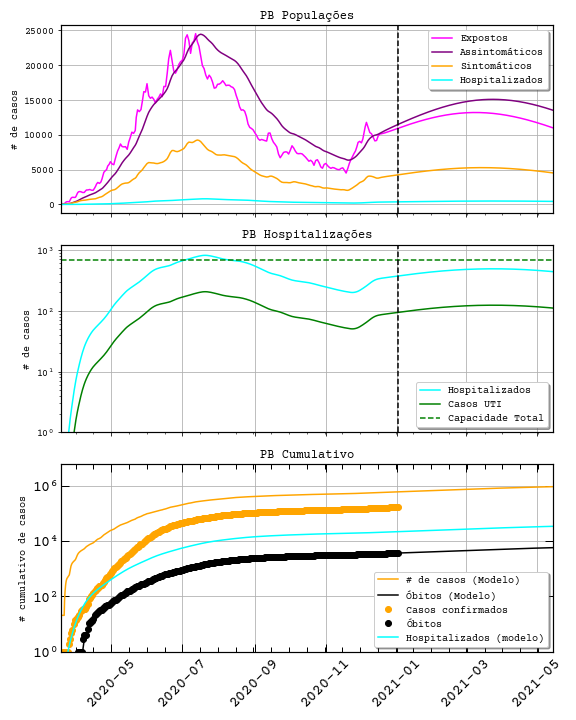 PB Populações
25000
20000
15000
10000
5000
0
# de casos
Expostos
Assintomáticos
Sintomáticos
Hospitalizados
PB Hospitalizações
10³
10²
10¹
10⁰
# de casos
Hospitalizados
Casos UTI
Capacidade Total
PB Cumulativo
10⁶
10⁴
10²
10⁰
# cumulativo de casos
# de casos (Modelo)
Óbitos (Modelo)
Casos confirmados
Óbitos
Hospitalizados (modelo)
2020-05
2020-07
2020-09
2020-11
2021-01
2021-03
2021-05